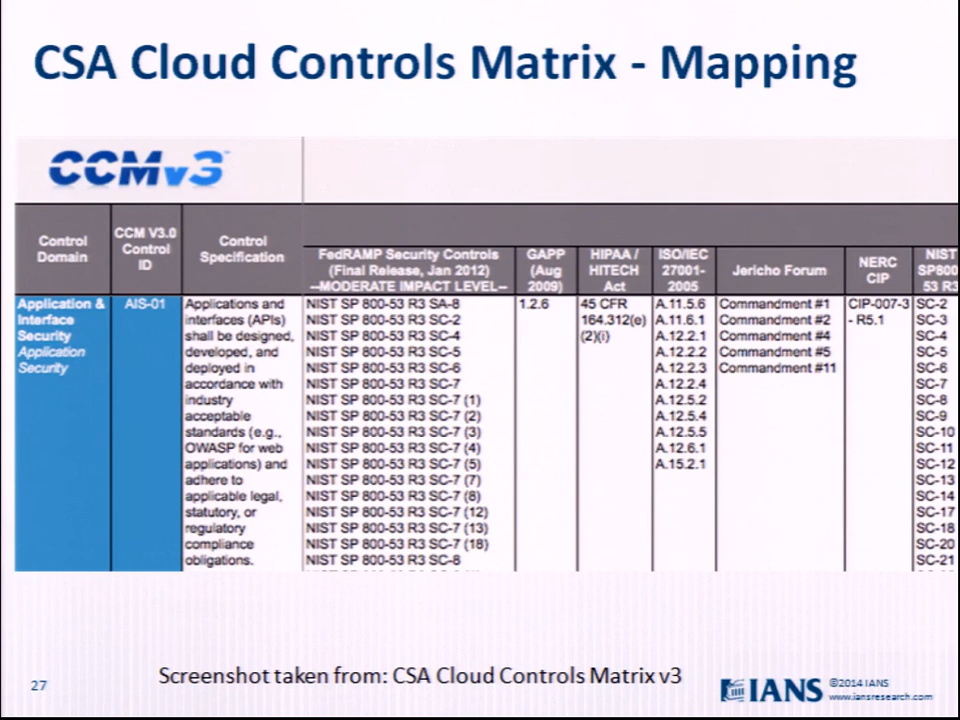 CSA Cloud Controls Matrix - Mapping
CCMv3™
Control
Domain
CCM V3.0
Control
ID
Control
Specification
FedRAMP Security Controls
(Final Release, Jan 2012)
--MODERATE IMPACT LEVEL--
GAPP
(Aug
2009)
HIPAA /
HITECH
Act
ISO/IEC
27001-
2005
Jericho Forum
NERC
CIP
NIST
SP800
53 R3
Application &
Interface
Security
Application
Security
AIS-01
Applications and
interfaces (APIs)
shall be designed,
developed, and
deployed in
accordance with
industry
acceptable
standards (e.g.,
OWASP for web
applications) and
adhere to
applicable legal,
statutory, or
regulatory
compliance
obligations.
NIST SP 800-53 R3 SA-8
NIST SP 800-53 R3 SC-2
NIST SP 800-53 R3 SC-4
NIST SP 800-53 R3 SC-5
NIST SP 800-53 R3 SC-6
NIST SP 800-53 R3 SC-7
NIST SP 800-53 R3 SC-7 (1)
NIST SP 800-53 R3 SC-7 (2)
NIST SP 800-53 R3 SC-7 (3)
NIST SP 800-53 R3 SC-7 (4)
NIST SP 800-53 R3 SC-7 (5)
NIST SP 800-53 R3 SC-7 (7)
NIST SP 800-53 R3 SC-7 (8)
NIST SP 800-53 R3 SC-7 (12)
NIST SP 800-53 R3 SC-7 (13)
NIST SP 800-53 R3 SC-7 (18)
NIST SP 800-53 R3 SC-8
1.2.6
45 CFR
164.312(e)
(2)(i)
A.11.5.6
A.11.6.1
A.12.2.1
A.12.2.2
A.12.2.3
A.12.2.4
A.12.5.2
A.12.5.4
A.12.5.5
A.12.6.1
A.15.2.1
Commandment #1
Commandment #2
Commandment #4
Commandment #5
Commandment #11
CIP-007-3
- R5.1
SC-2
SC-3
SC-4
SC-5
SC-6
SC-7
SC-8
SC-9
SC-10
SC-11
SC-12
SC-13
SC-14
SC-17
SC-18
SC-20
SC-21
27
Screenshot taken from: CSA Cloud Controls Matrix v3
IANS
©2014 IANS
www.iansresearch.com